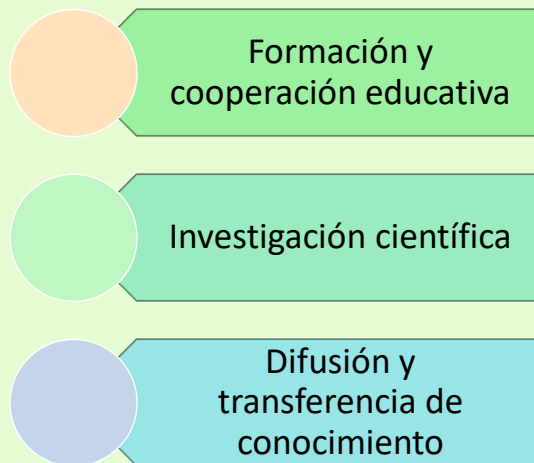 Formación y
cooperación educativa
Investigación científica
Difusión y
transferencia de
conocimiento